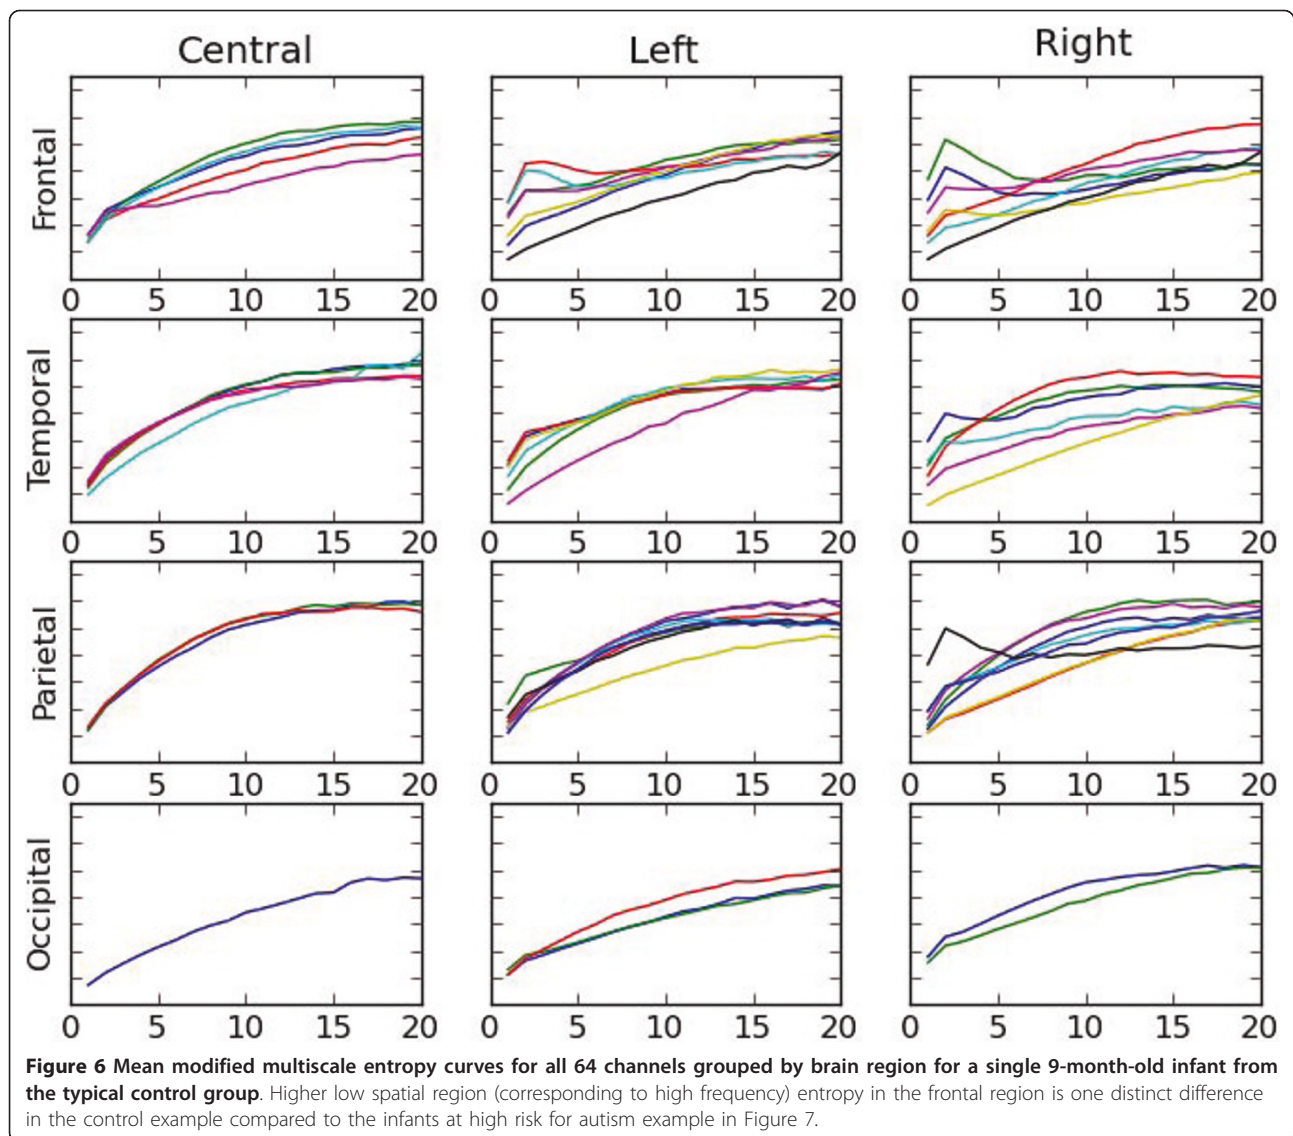 Central Left Right
Frontal
0 5 10 15 20 0 5 10 15 20 0 5 10 15 20
Temporal
0 5 10 15 20 0 5 10 15 20 0 5 10 15 20
Parietal
0 5 10 15 20 0 5 10 15 20 0 5 10 15 20
Occipital
0 5 10 15 20 0 5 10 15 20 0 5 10 15 20
Figure 6 Mean modified multiscale entropy curves for all 64 channels grouped by brain region for a single 9-month-old infant from
the typical control group. Higher low spatial region (corresponding to high frequency) entropy in the frontal region is one distinct difference
in the control example compared to the infants at high risk for autism example in Figure 7.